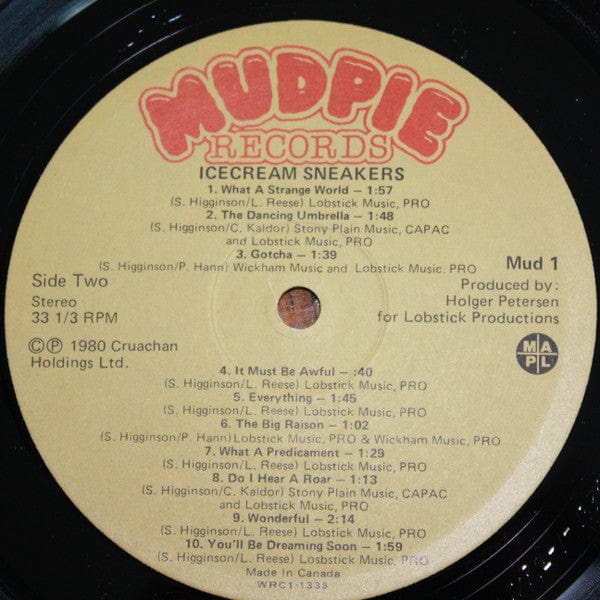 MUDPIE
RECORDS
ICECREAM SNEAKERS
1. What A Strange World – 1:57
(S. Higginson/L. Reese) Lobstick Music, PRO
2. The Dancing Umbrella – 1:48
(S. Higginson/C. Kaldor) Stony Plain Music, CAPAC
and Lobstick Music, PRO
3. Gotcha – 1:39
(S. Higginson/P. Hann) Wickham Music and Lobstick Music, PRO
Side Two
Stereo
33 1/3 RPM
Mud 1
Produced by:
Holger Petersen
for Lobstick Productions
©Ⓟ 1980 Cruachan
Holdings Ltd.
MAPL
4. It Must Be Awful – :40
(S. Higginson/L. Reese) Lobstick Music, PRO
5. Everything – 1:45
(S. Higginson/L. Reese) Lobstick Music, PRO
6. The Big Raison – 1:02
(S. Higginson/P. Hann) Lobstick Music, PRO & Wickham Music, PRO
7. What A Predicament – 1:29
(S. Higginson/L. Reese) Lobstick Music, PRO
8. Do I Hear A Roar – 1:13
(S. Higginson/C. Kaldor) Stony Plain Music, CAPAC
and Lobstick Music, PRO
9. Wonderful – 2:14
(S. Higginson/L. Reese) Lobstick Music, PRO
10. You'll Be Dreaming Soon – 1:59
(S. Higginson/L. Reese) Lobstick Music, PRO
Made In Canada
WRC1-1335